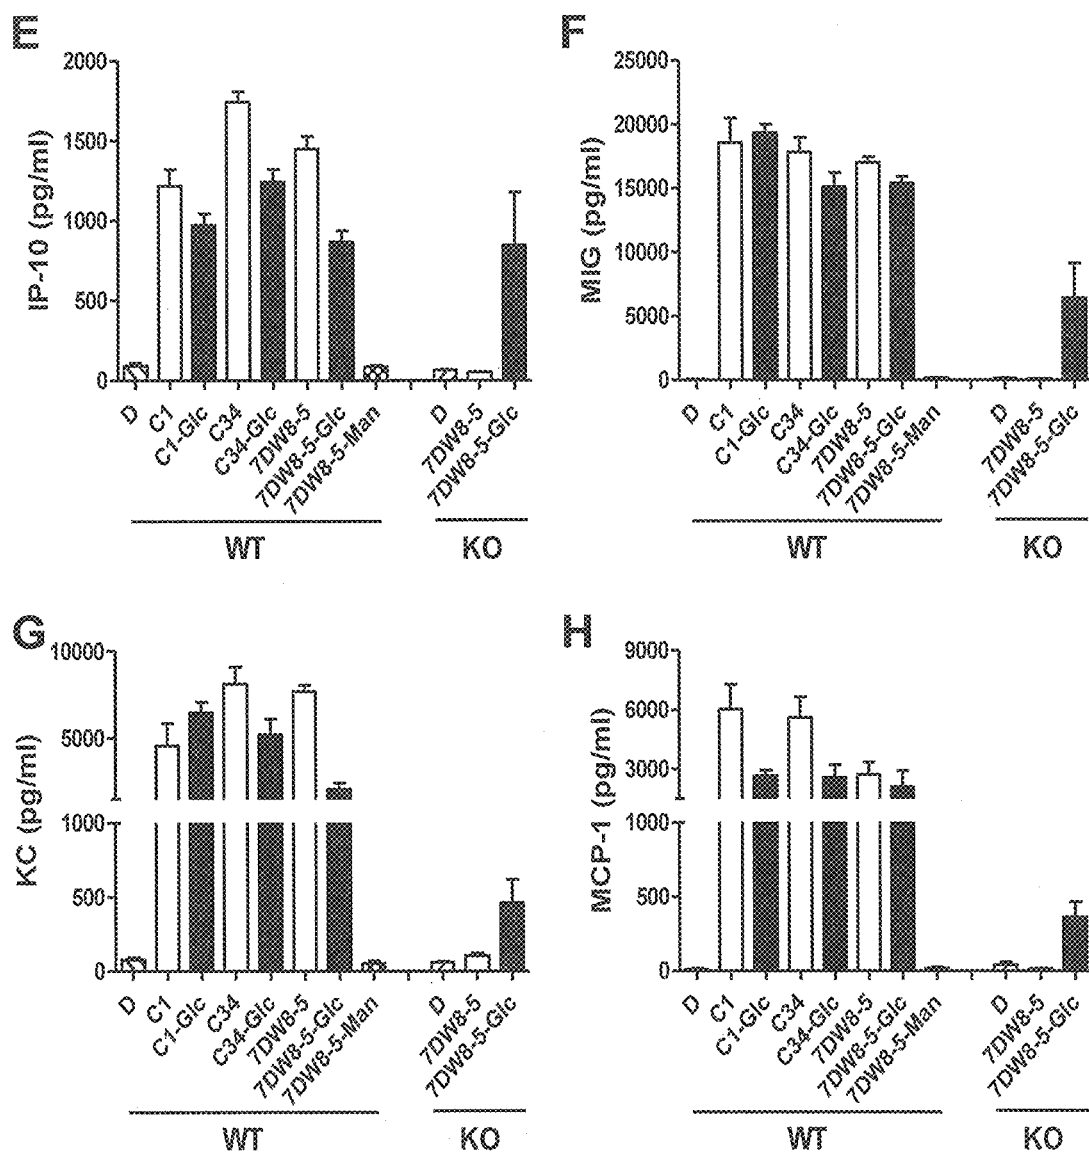 E
IP-10 (pg/ml)
2000
1500
1000
500
0
D
C1
C1-Glc
C34
C34-Glc
7DW8-5
7DW8-5-Glc
7DW8-5-Man
D
7DW8-5
7DW8-5-Glc
WT
KO
F
MIG (pg/ml)
25000
20000
15000
10000
5000
0
D
C1
C1-Glc
C34
C34-Glc
7DW8-5
7DW8-5-Glc
7DW8-5-Man
D
7DW8-5
7DW8-5-Glc
WT
KO
G
KC (pg/ml)
10000
5000
1000
500
0
D
C1
C1-Glc
C34
C34-Glc
7DW8-5
7DW8-5-Glc
7DW8-5-Man
D
7DW8-5
7DW8-5-Glc
WT
KO
H
MCP-1 (pg/ml)
9000
6000
3000
1000
500
0
D
C1
C1-Glc
C34
C34-Glc
7DW8-5
7DW8-5-Glc
7DW8-5-Man
D
7DW8-5
7DW8-5-Glc
WT
KO